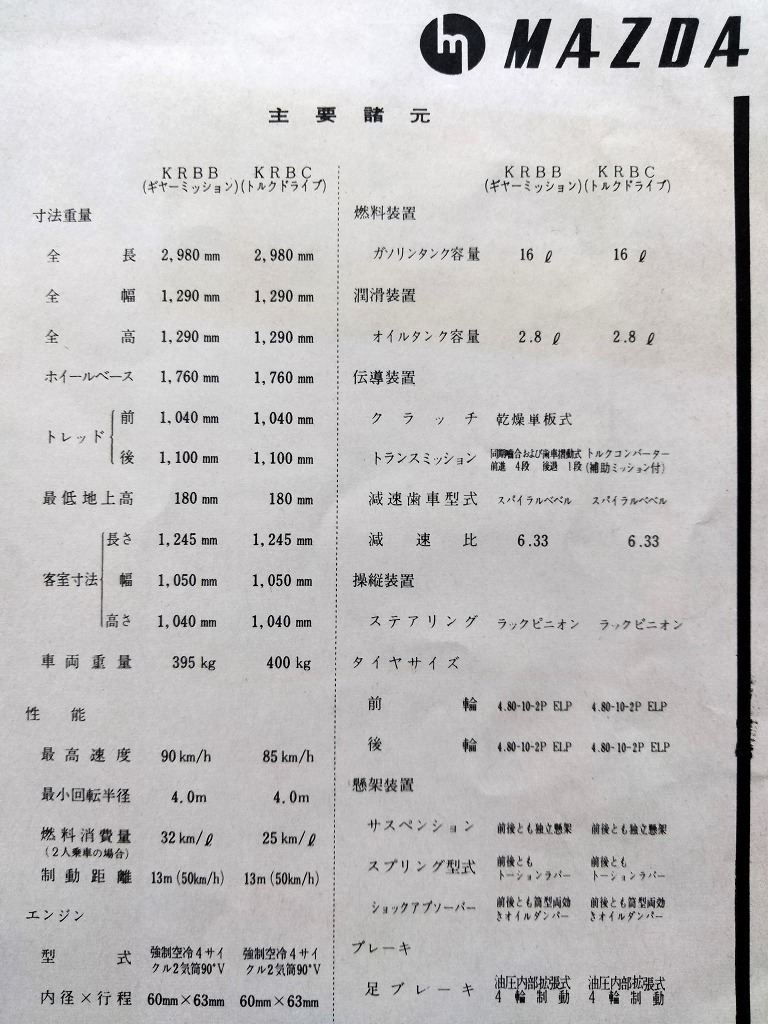 MAZDA
主要諸元
KRBB KRBC
(ギヤーミッション) (トルクドライブ)
寸法重量
全長 2,980 mm 2,980 mm
全幅 1,290 mm 1,290 mm
全高 1,290 mm 1,290 mm
ホイールベース 1,760 mm 1,760 mm
トレッド 前 1,040 mm 1,040 mm
後 1,100 mm 1,100 mm
最低地上高 180 mm 180 mm
客室寸法 長さ 1,245 mm 1,245 mm
幅 1,050 mm 1,050 mm
高さ 1,040 mm 1,040 mm
車両重量 395 kg 400 kg
性能
最高速度 90 km/h 85 km/h
最小回転半径 4.0m 4.0m
燃料消費量 32 km/ℓ 25 km/ℓ
(2人乗車の場合)
制動距離 13m (50km/h) 13m (50km/h)
エンジン
型式 強制空冷4サイ 強制空冷4サイ
クル2気筒90°V クル2気筒90°V
内径×行程 60mm×63mm 60mm×63mm
KRBB KRBC
(ギヤーミッション) (トルクドライブ)
燃料装置
ガソリンタンク容量 16 ℓ 16 ℓ
潤滑装置
オイルタンク容量 2.8 ℓ 2.8 ℓ
伝導装置
クラッチ 乾燥単板式
トランスミッション 同期噛合および歯車摺動式 トルクコンバーター
前進 4段 後退 1段 (補助ミッション付)
減速歯車型式 スパイラルベベル スパイラルベベル
減速比 6.33 6.33
操縦装置
ステアリング ラックピニオン ラックピニオン
タイヤサイズ
前輪 4.80-10-2P ELP 4.80-10-2P ELP
後輪 4.80-10-2P ELP 4.80-10-2P ELP
懸架装置
サスペンション 前後とも独立懸架 前後とも独立懸架
スプリング型式 前後とも 前後とも
トーションラバー トーションラバー
ショックアブソーバー 前後とも筒型両効 前後とも筒型両効
きオイルダンパー きオイルダンパー
ブレーキ
足ブレーキ 油圧内部拡張式 油圧内部拡張式
4輪制動 4輪制動